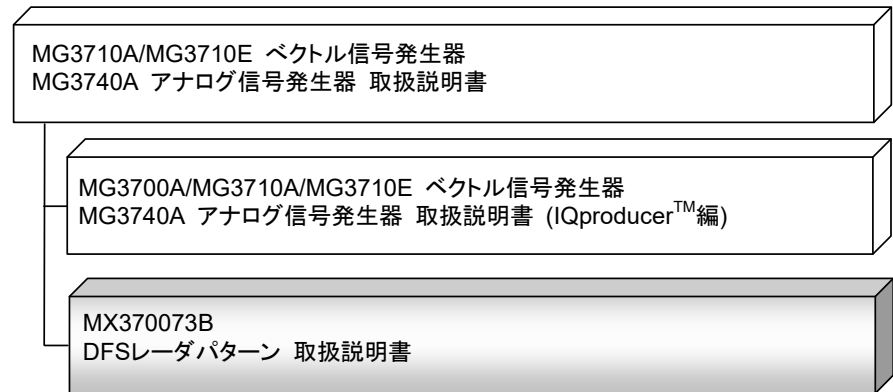 MG3710A/MG3710E ベクトル信号発生器
MG3740A アナログ信号発生器 取扱説明書
MG3700A/MG3710A/MG3710E ベクトル信号発生器
MG3740A アナログ信号発生器 取扱説明書 (IQproducer™編)
MX370073B
DFSレーダパターン 取扱説明書